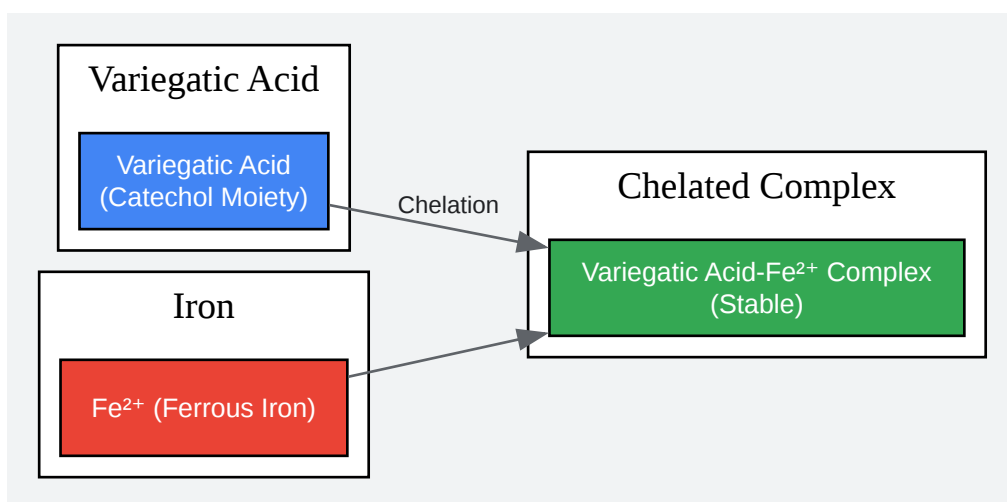 Variegatic Acid
Variegatic Acid
(Catechol Moiety)
Chelation
Iron
Fe²⁺ (Ferrous Iron)
Chelated Complex
Variegatic Acid-Fe²⁺ Complex
(Stable)